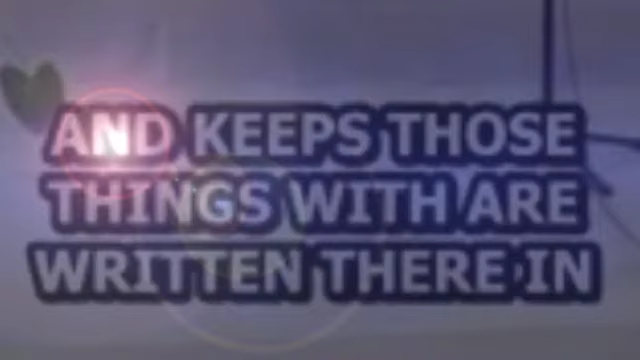 AND KEEPS THOSE
THINGS WITH ARE
WRITTEN THERE IN